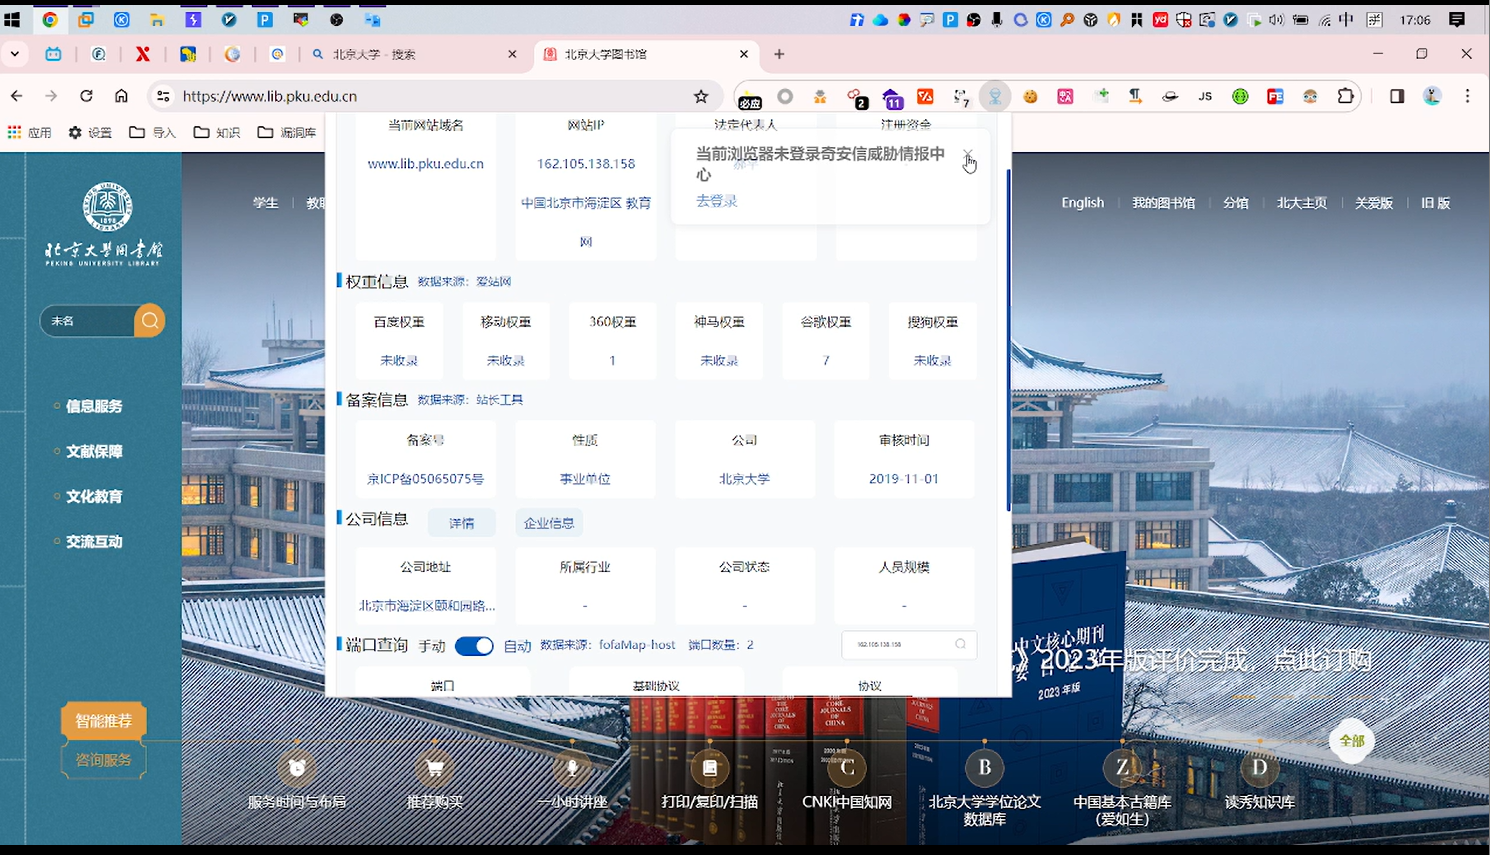 17:06
中
拼
北京大学 - 搜索
北京大学图书馆
https://www.lib.pku.edu.cn
必应
2
11
7
JS
应用
设置
导入
知识
漏洞库
北京大学图书馆
PEKING UNIVERSITY LIBRARY
未名
信息服务
文献保障
文化教育
交流互动
智能推荐
咨询服务
学生
教职
English
我的图书馆
分馆
北大主页
关爱版
旧版
当前网站域名
网站IP
法定代表人
注册资金
www.lib.pku.edu.cn
162.105.138.158
中国北京市海淀区 教育
网
当前浏览器未登录奇安信威胁情报中
心
去登录
权重信息 数据来源：爱站网
百度权重 移动权重 360权重 神马权重 谷歌权重 搜狗权重
未收录 未收录 1 未收录 7 未收录
备案信息 数据来源：站长工具
备案号 性质 公司 审核时间
京ICP备05065075号 事业单位 北京大学 2019-11-01
公司信息 详情 企业信息
公司地址 所属行业 公司状态 人员规模
北京市海淀区颐和园路... - - -
端口查询 手动 自动 数据来源：fofaMap-host 端口数量：2 162.105.138.158
端口 基础协议 协议
中文核心期刊
》2023年版评价完成，点此订购
2023 年版
全部
服务时间与布局
推荐购买
一小时讲座
打印/复印/扫描
C
CNKI中国知网
B
北京大学学位论文
数据库
Z
中国基本古籍库
（爱如生）
D
读秀知识库